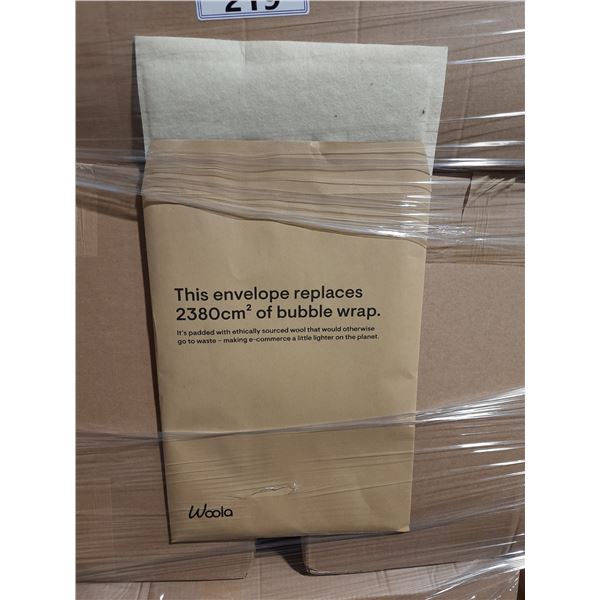 219
This envelope replaces
2380cm² of bubble wrap.
It's padded with ethically sourced wool that would otherwise
go to waste – making e-commerce a little lighter on the planet.
Woola